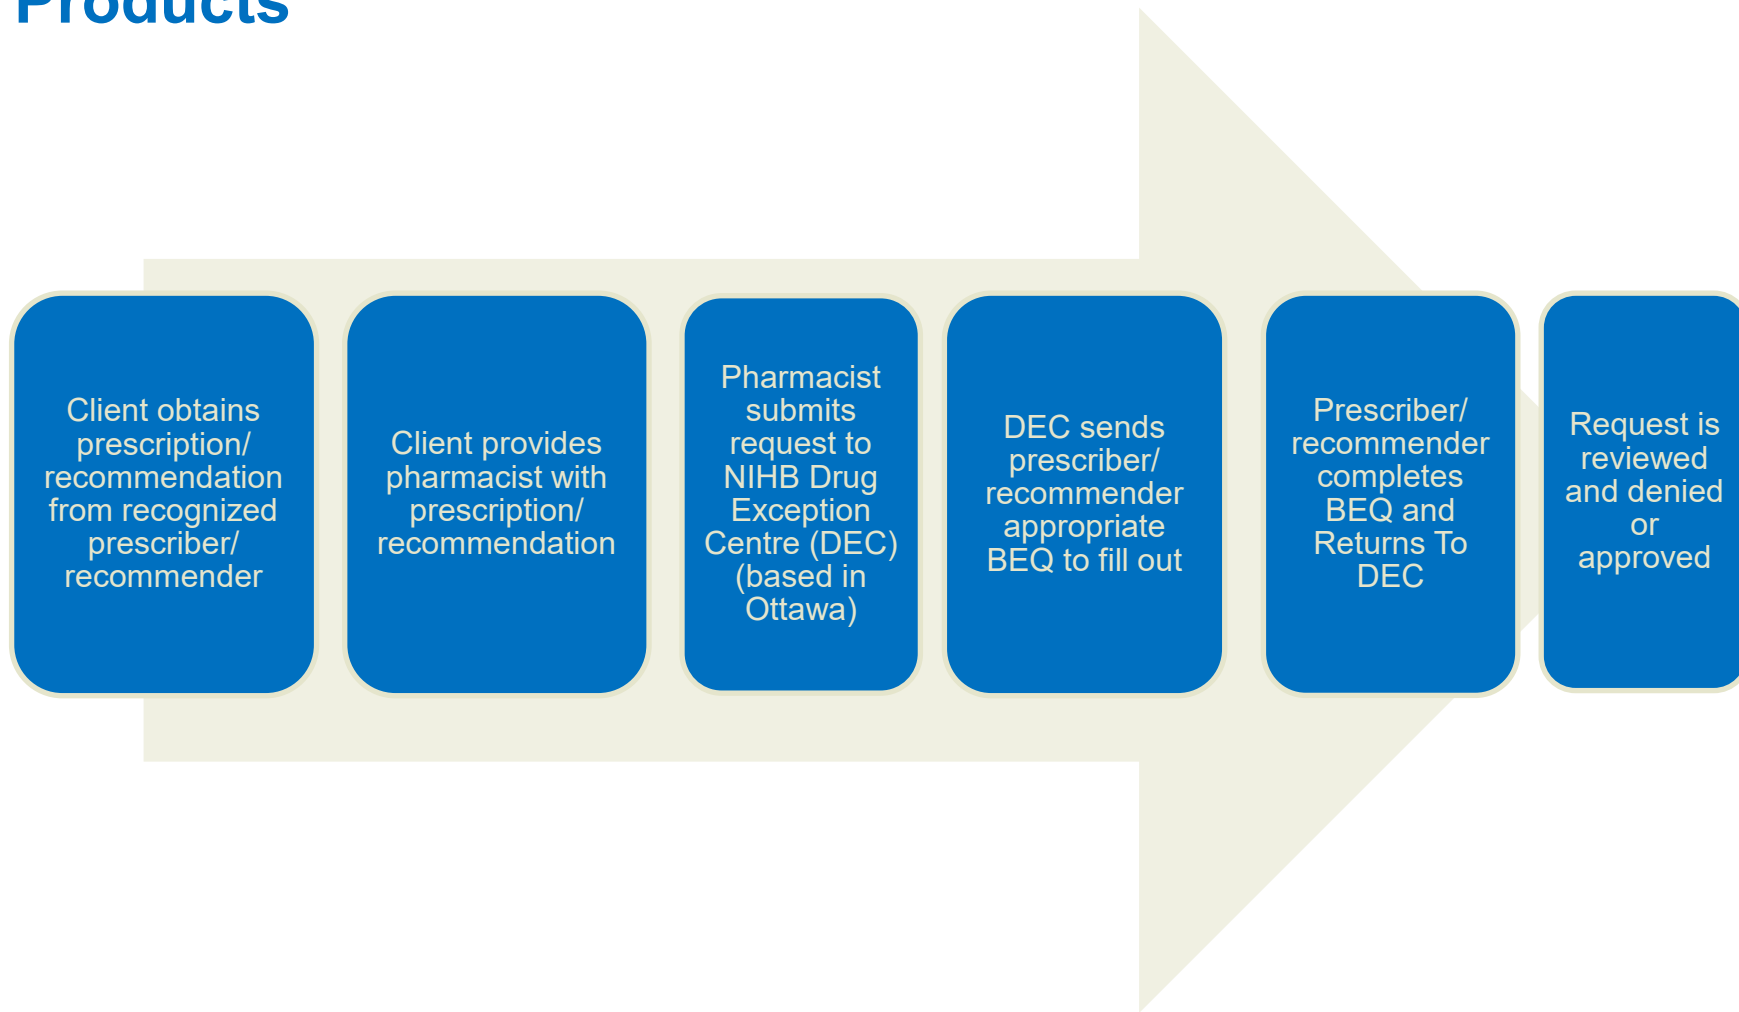 Products
Client obtains
prescription/
recommendation
from recognized
prescriber/
recommender
Client provides
pharmacist with
prescription/
recommendation
Pharmacist
submits
request to
NIHB Drug
Exception
Centre (DEC)
(based in
Ottawa)
DEC sends
prescriber/
recommender
appropriate
BEQ to fill out
Prescriber/
recommender
completes
BEQ and
Returns To
DEC
Request is
reviewed
and denied
or
approved